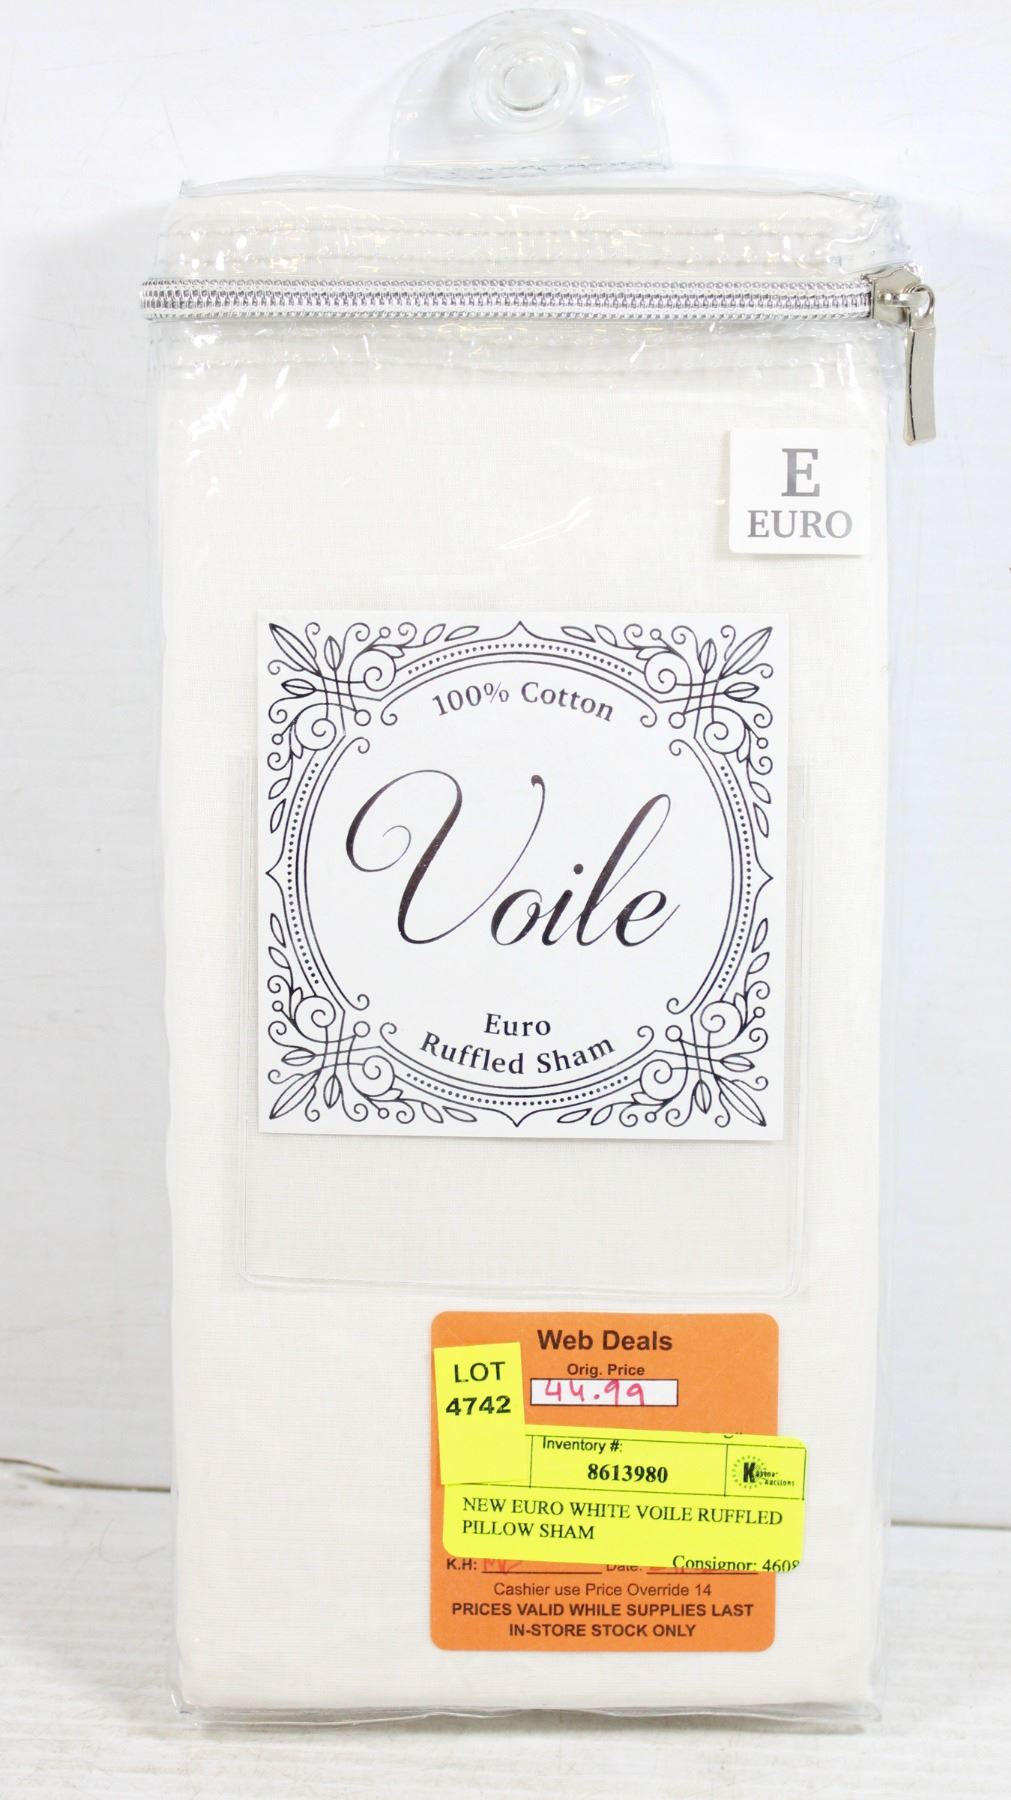 E
EURO
100% Cotton
Voile
Euro
Ruffled Sham
Web Deals
Orig. Price
44.99
LOT
4742
Inventory #:
8613980
Kastner
Auctions
NEW EURO WHITE VOILE RUFFLED
PILLOW SHAM
Consignor: 4608
K.H: Date:
Cashier use Price Override 14
PRICES VALID WHILE SUPPLIES LAST
IN-STORE STOCK ONLY